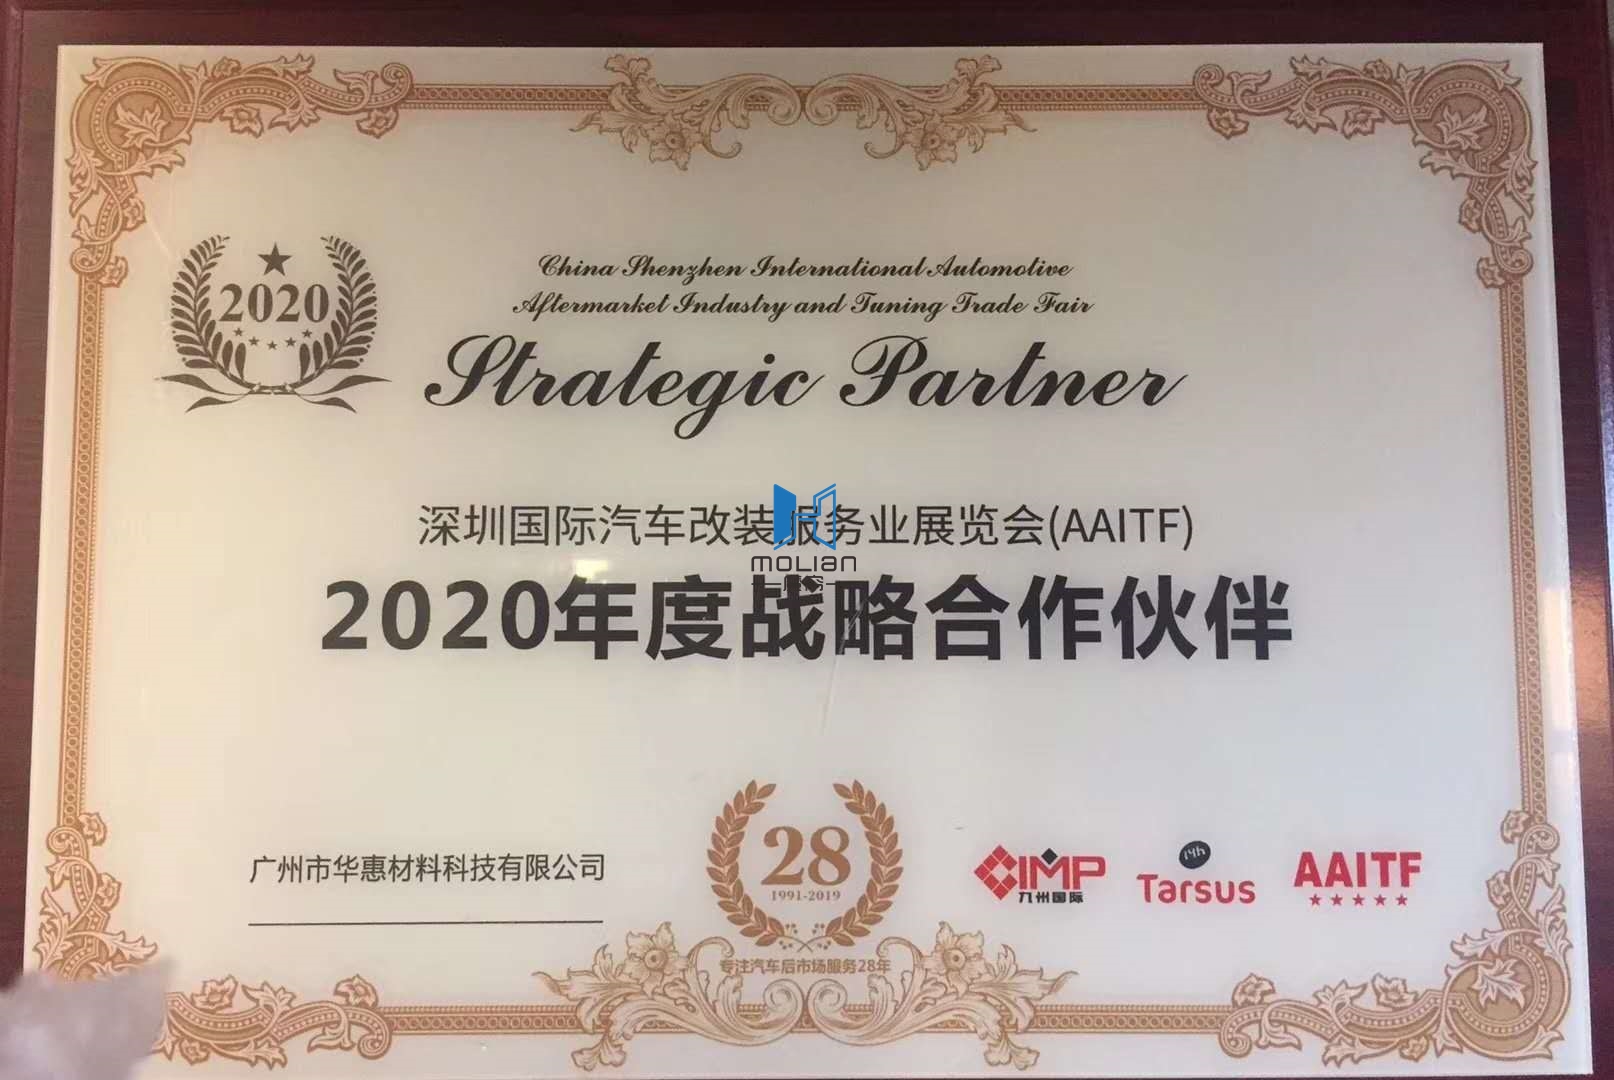 2020
China Shenzhen International Automotive
Aftermarket Industry and Tuning Trade Fair
Strategic Partner
深圳国际汽车改装服务业展览会(AAITF)
MOLIAN
2020年度战略合作伙伴
广州市华惠材料科技有限公司
28
1991-2019
专注汽车后市场服务28年
CIMP
九州国际
Tarsus
AAITF